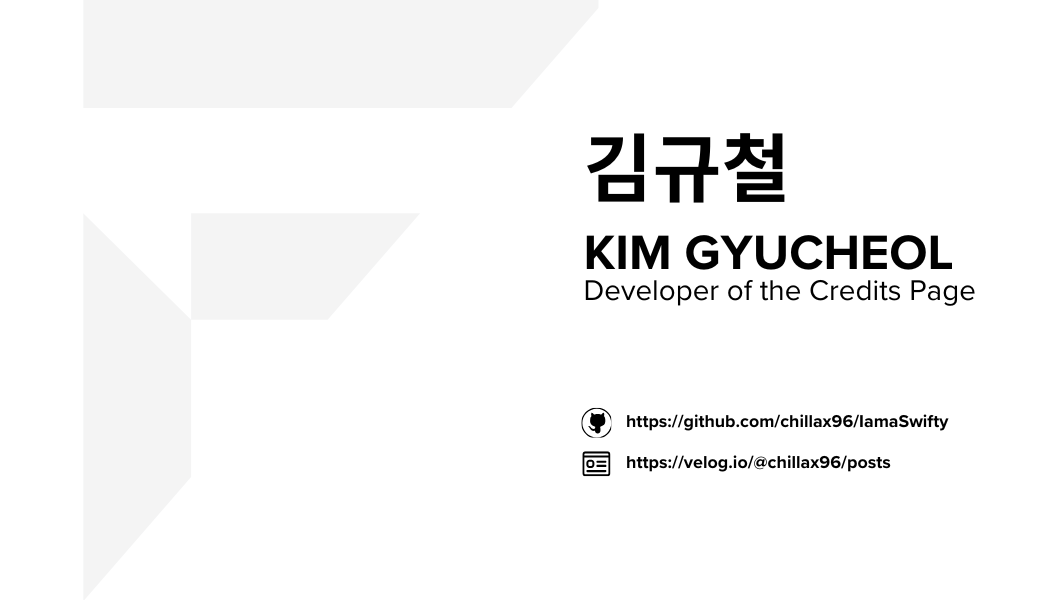 김규철
KIM GYUCHEOL
Developer of the Credits Page
https://github.com/chillax96/IamaSwifty
https://velog.io/@chillax96/posts